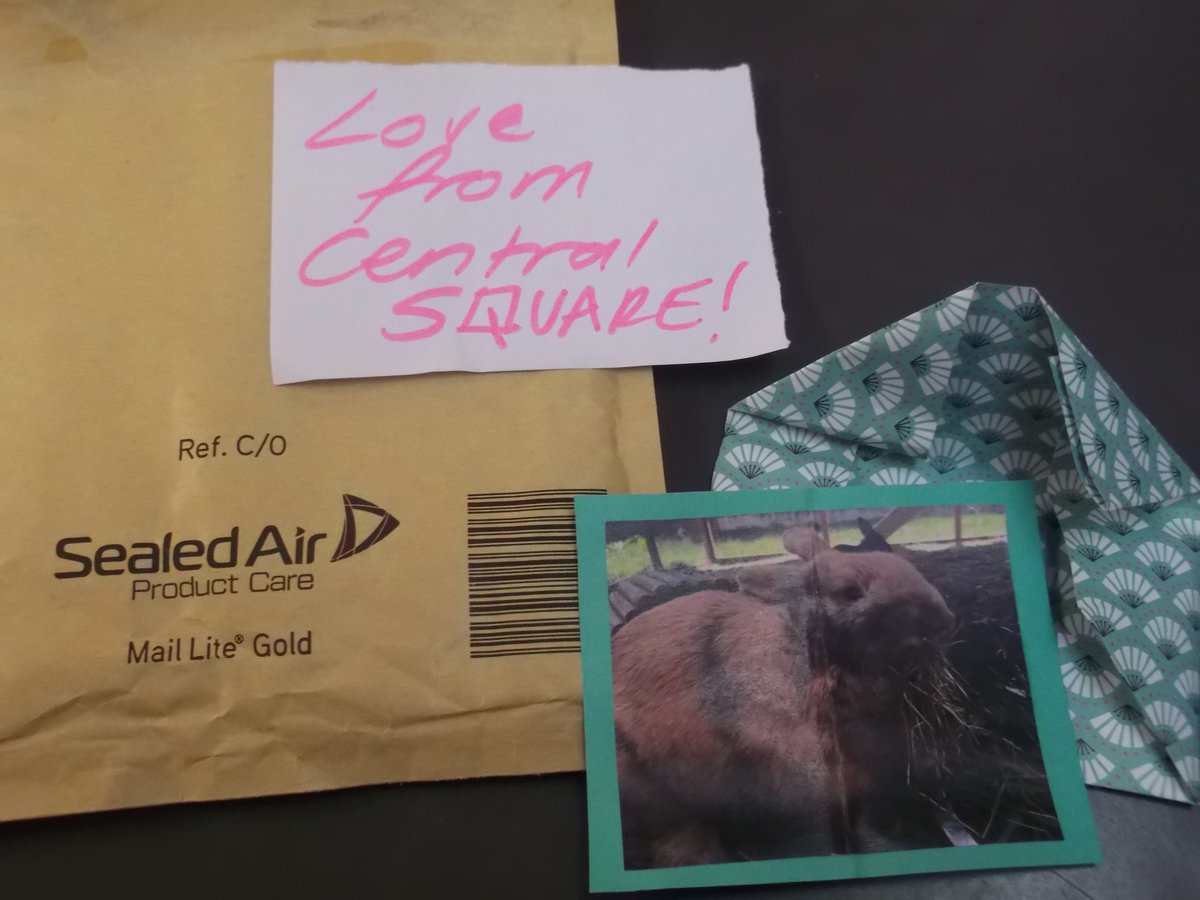 Love
from
Central
SQUARE!
Ref. C/O
Sealed Air
Product Care
Mail Lite® Gold